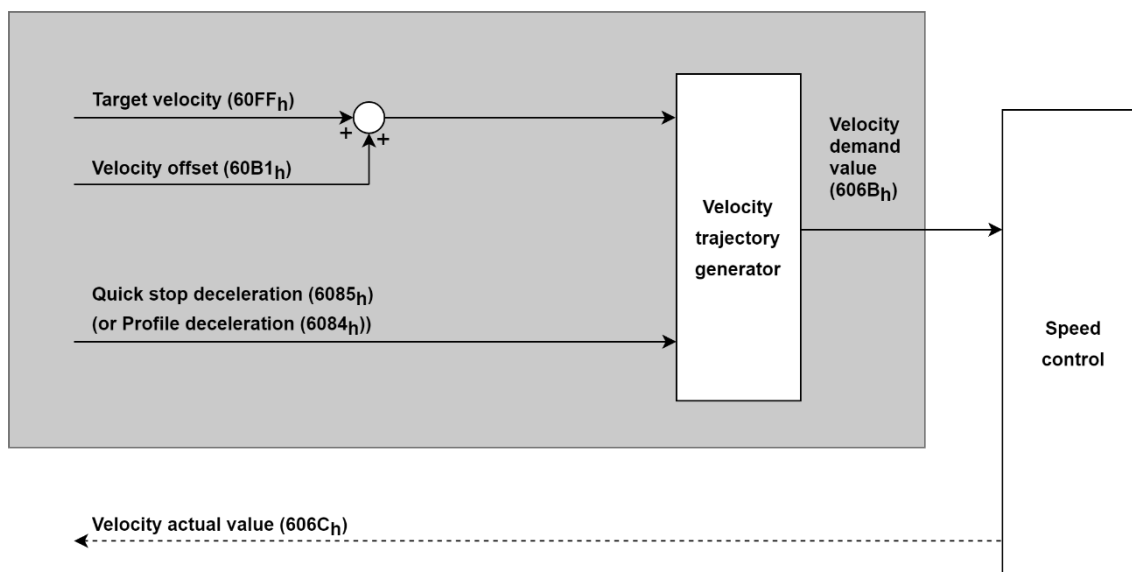 Target velocity (60FFh)
+
+
Velocity offset (60B1h)
Velocity
demand
value
(606Bh)
Velocity
trajectory
generator
Quick stop deceleration (6085h)
(or Profile deceleration (6084h))
Speed
control
Velocity actual value (606Ch)